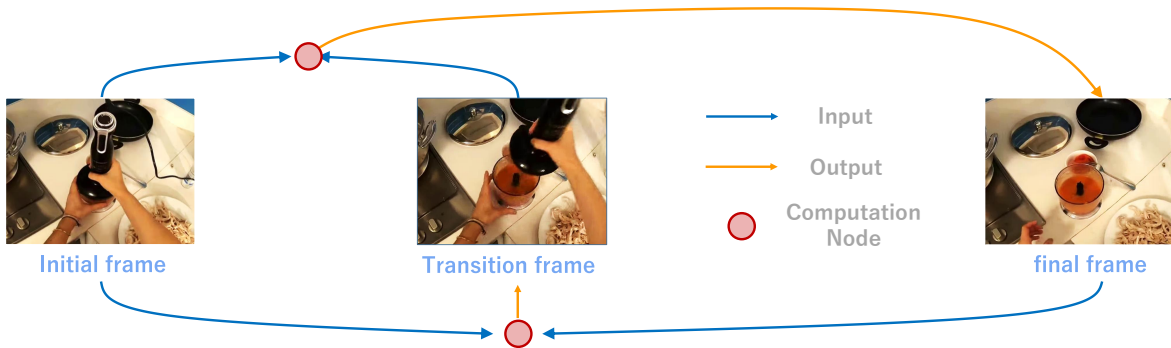 Input
Output
Computation
Node
Initial frame
Transition frame
final frame